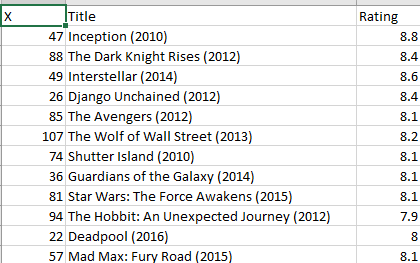 X Title Rating
47 Inception (2010) 8.8
88 The Dark Knight Rises (2012) 8.4
49 Interstellar (2014) 8.6
26 Django Unchained (2012) 8.4
85 The Avengers (2012) 8.1
107 The Wolf of Wall Street (2013) 8.2
74 Shutter Island (2010) 8.1
36 Guardians of the Galaxy (2014) 8.1
81 Star Wars: The Force Awakens (2015) 8.1
94 The Hobbit: An Unexpected Journey (2012) 7.9
22 Deadpool (2016) 8
57 Mad Max: Fury Road (2015) 8.1